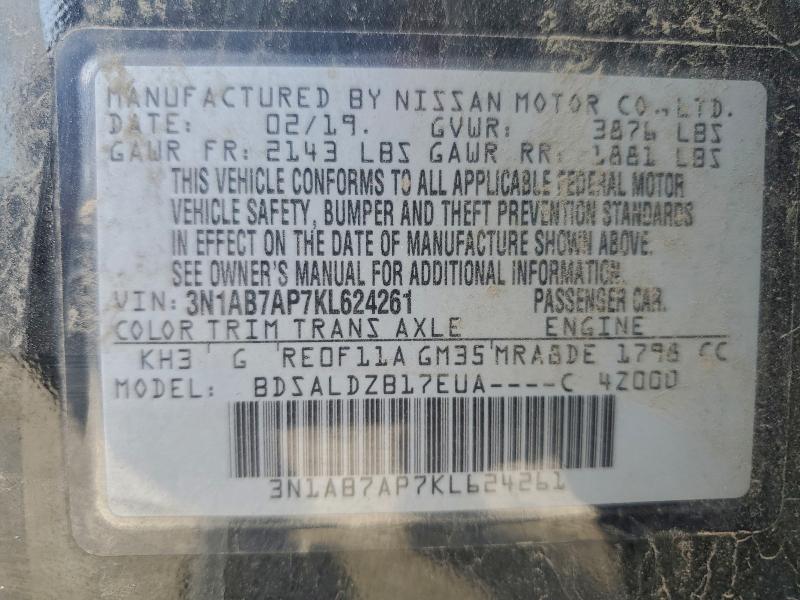 MANUFACTURED BY NISSAN MOTOR CO., LTD.
DATE: 02/19. GVWR: 3876 LBS
GAWR FR: 2143 LBS GAWR RR: 1881 LBS
THIS VEHICLE CONFORMS TO ALL APPLICABLE FEDERAL MOTOR
VEHICLE SAFETY, BUMPER AND THEFT PREVENTION STANDARDS
IN EFFECT ON THE DATE OF MANUFACTURE SHOWN ABOVE.
SEE OWNER'S MANUAL FOR ADDITIONAL INFORMATION.
VIN: 3N1AB7AP7KL624261 PASSENGER CAR.
COLOR TRIM TRANS AXLE ENGINE
KH3 G RE0F11A GM35 MRA8DE 1798 CC
MODEL: BDSALDZB17EUA----C 42000
3N1AB7AP7KL624261